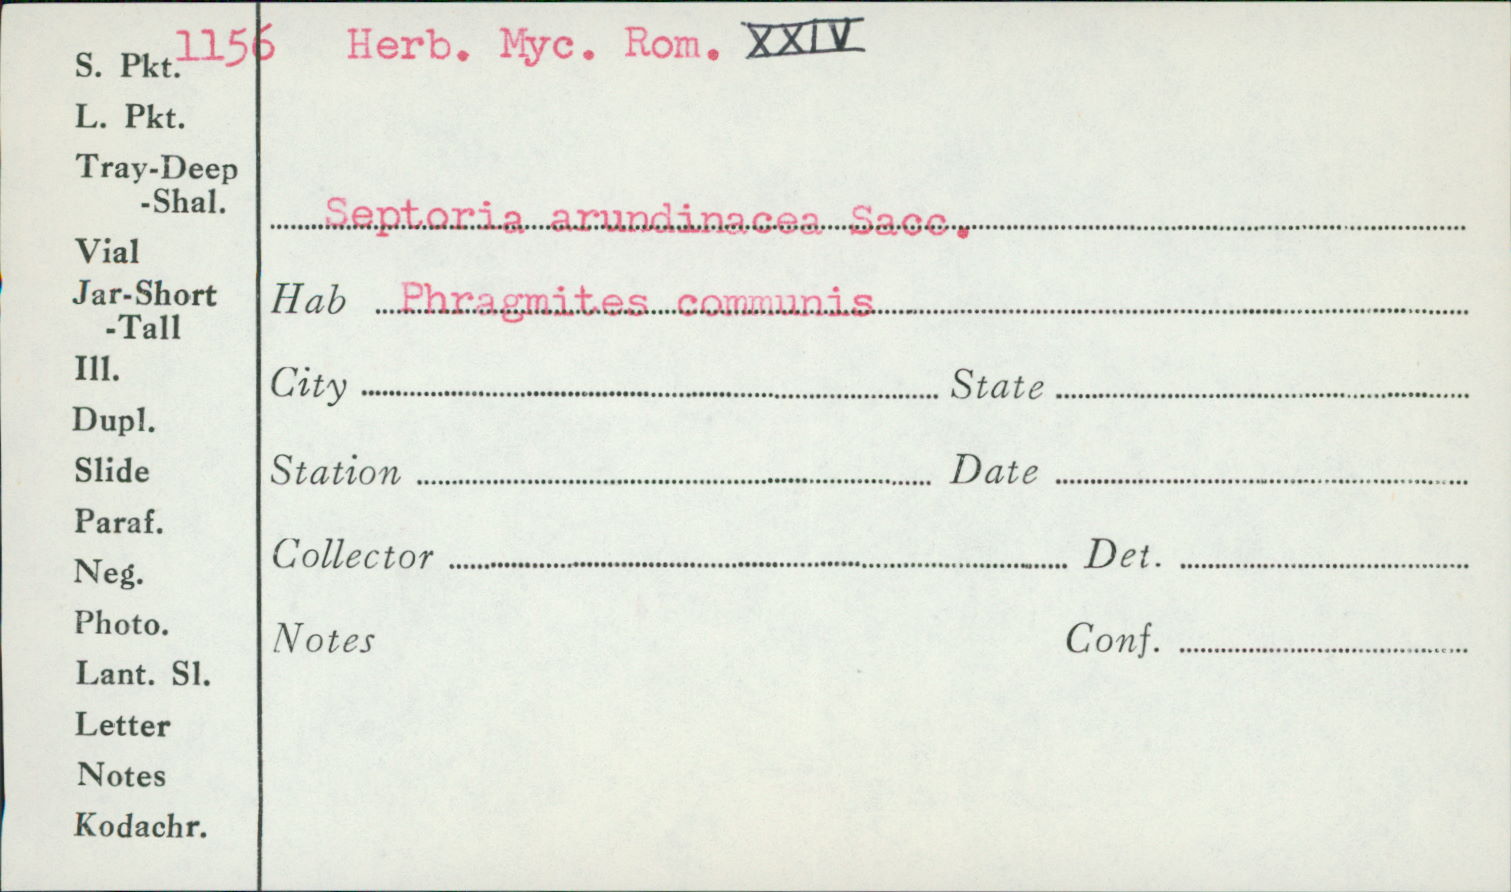 1156 Herb. Myc. Rom. XXIV
S. Pkt.
L. Pkt.
Tray-Deep
-Shal.
Vial
Jar-Short
-Tall
Ill.
Dupl.
Slide
Paraf.
Neg.
Photo.
Lant. Sl.
Letter
Notes
Kodachr.
Septoria arundinacea Sacc.
Hab Phragmites communis
City State
Station Date
Collector Det.
Notes Conf.